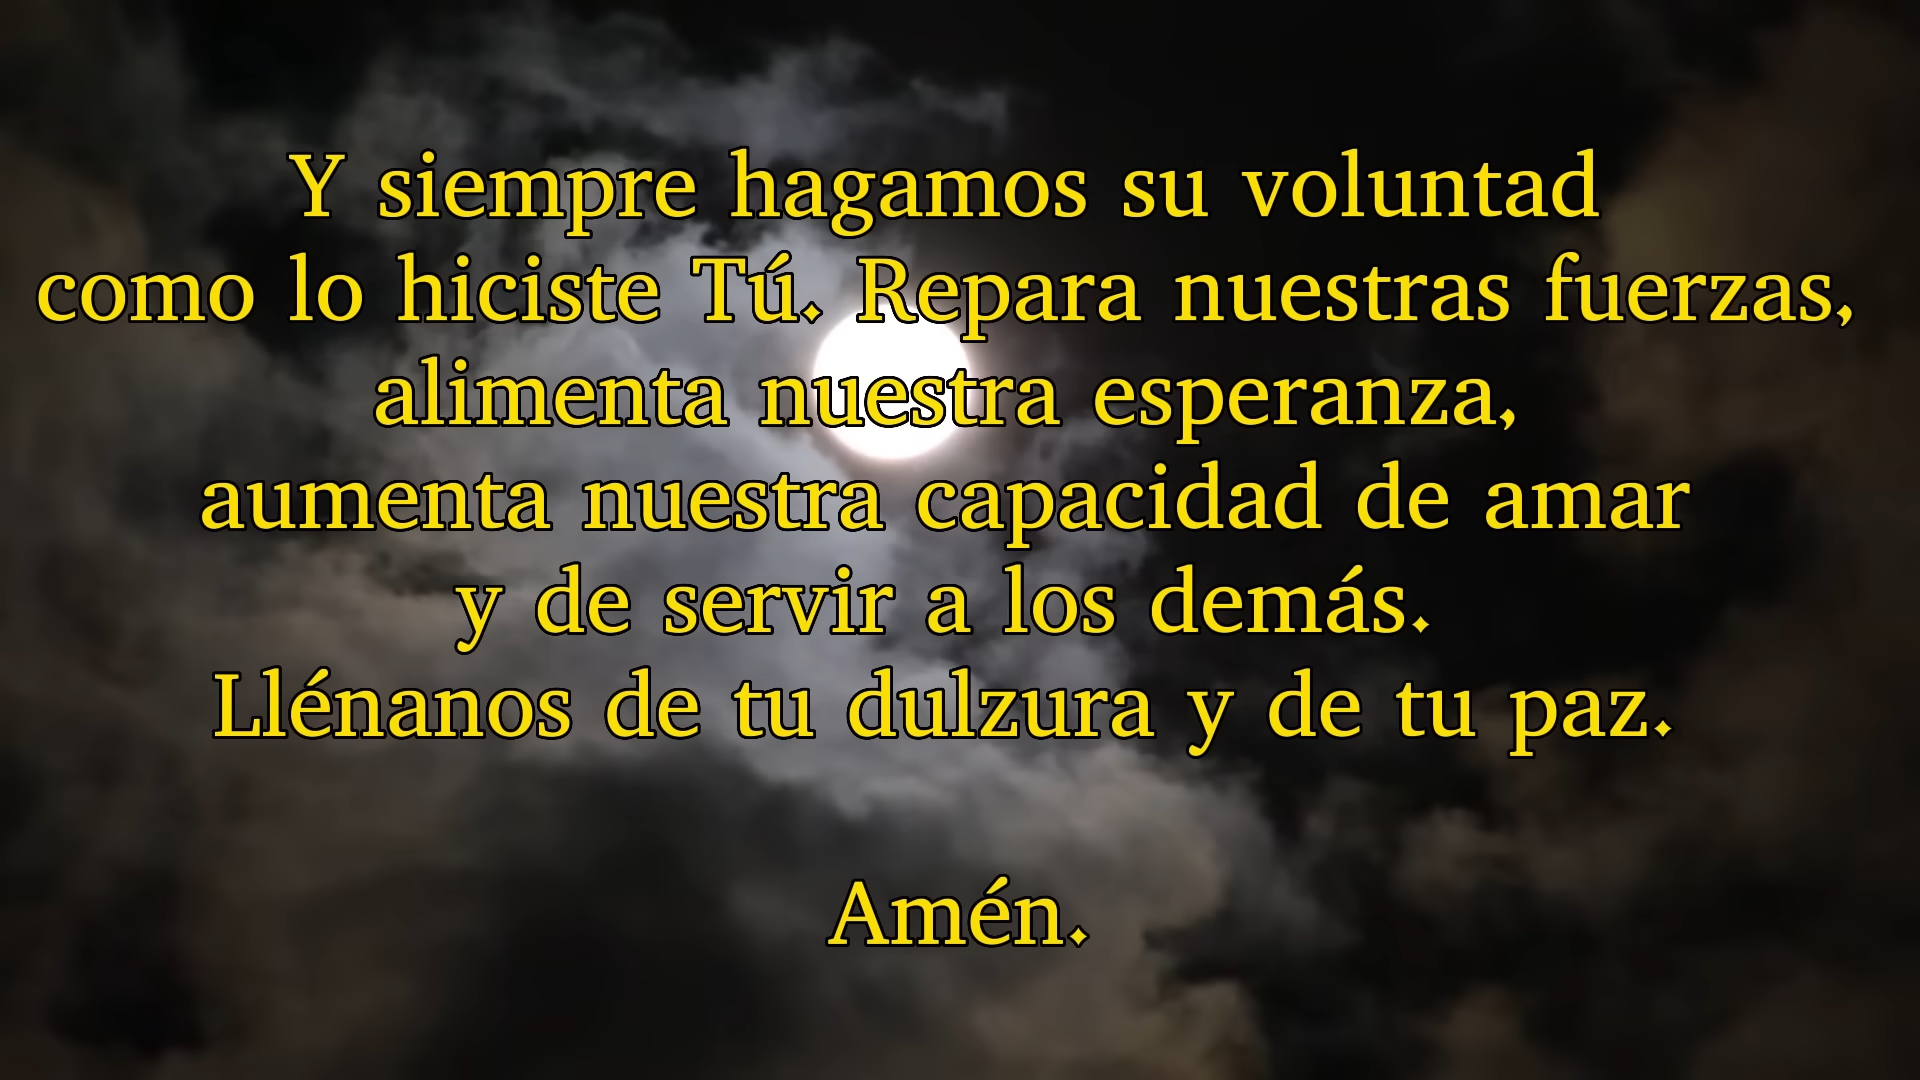 Y siempre hagamos su voluntad
como lo hiciste Tú. Repara nuestras fuerzas,
alimenta nuestra esperanza,
aumenta nuestra capacidad de amar
y de servir a los demás.
Llénanos de tu dulzura y de tu paz.
Amén.